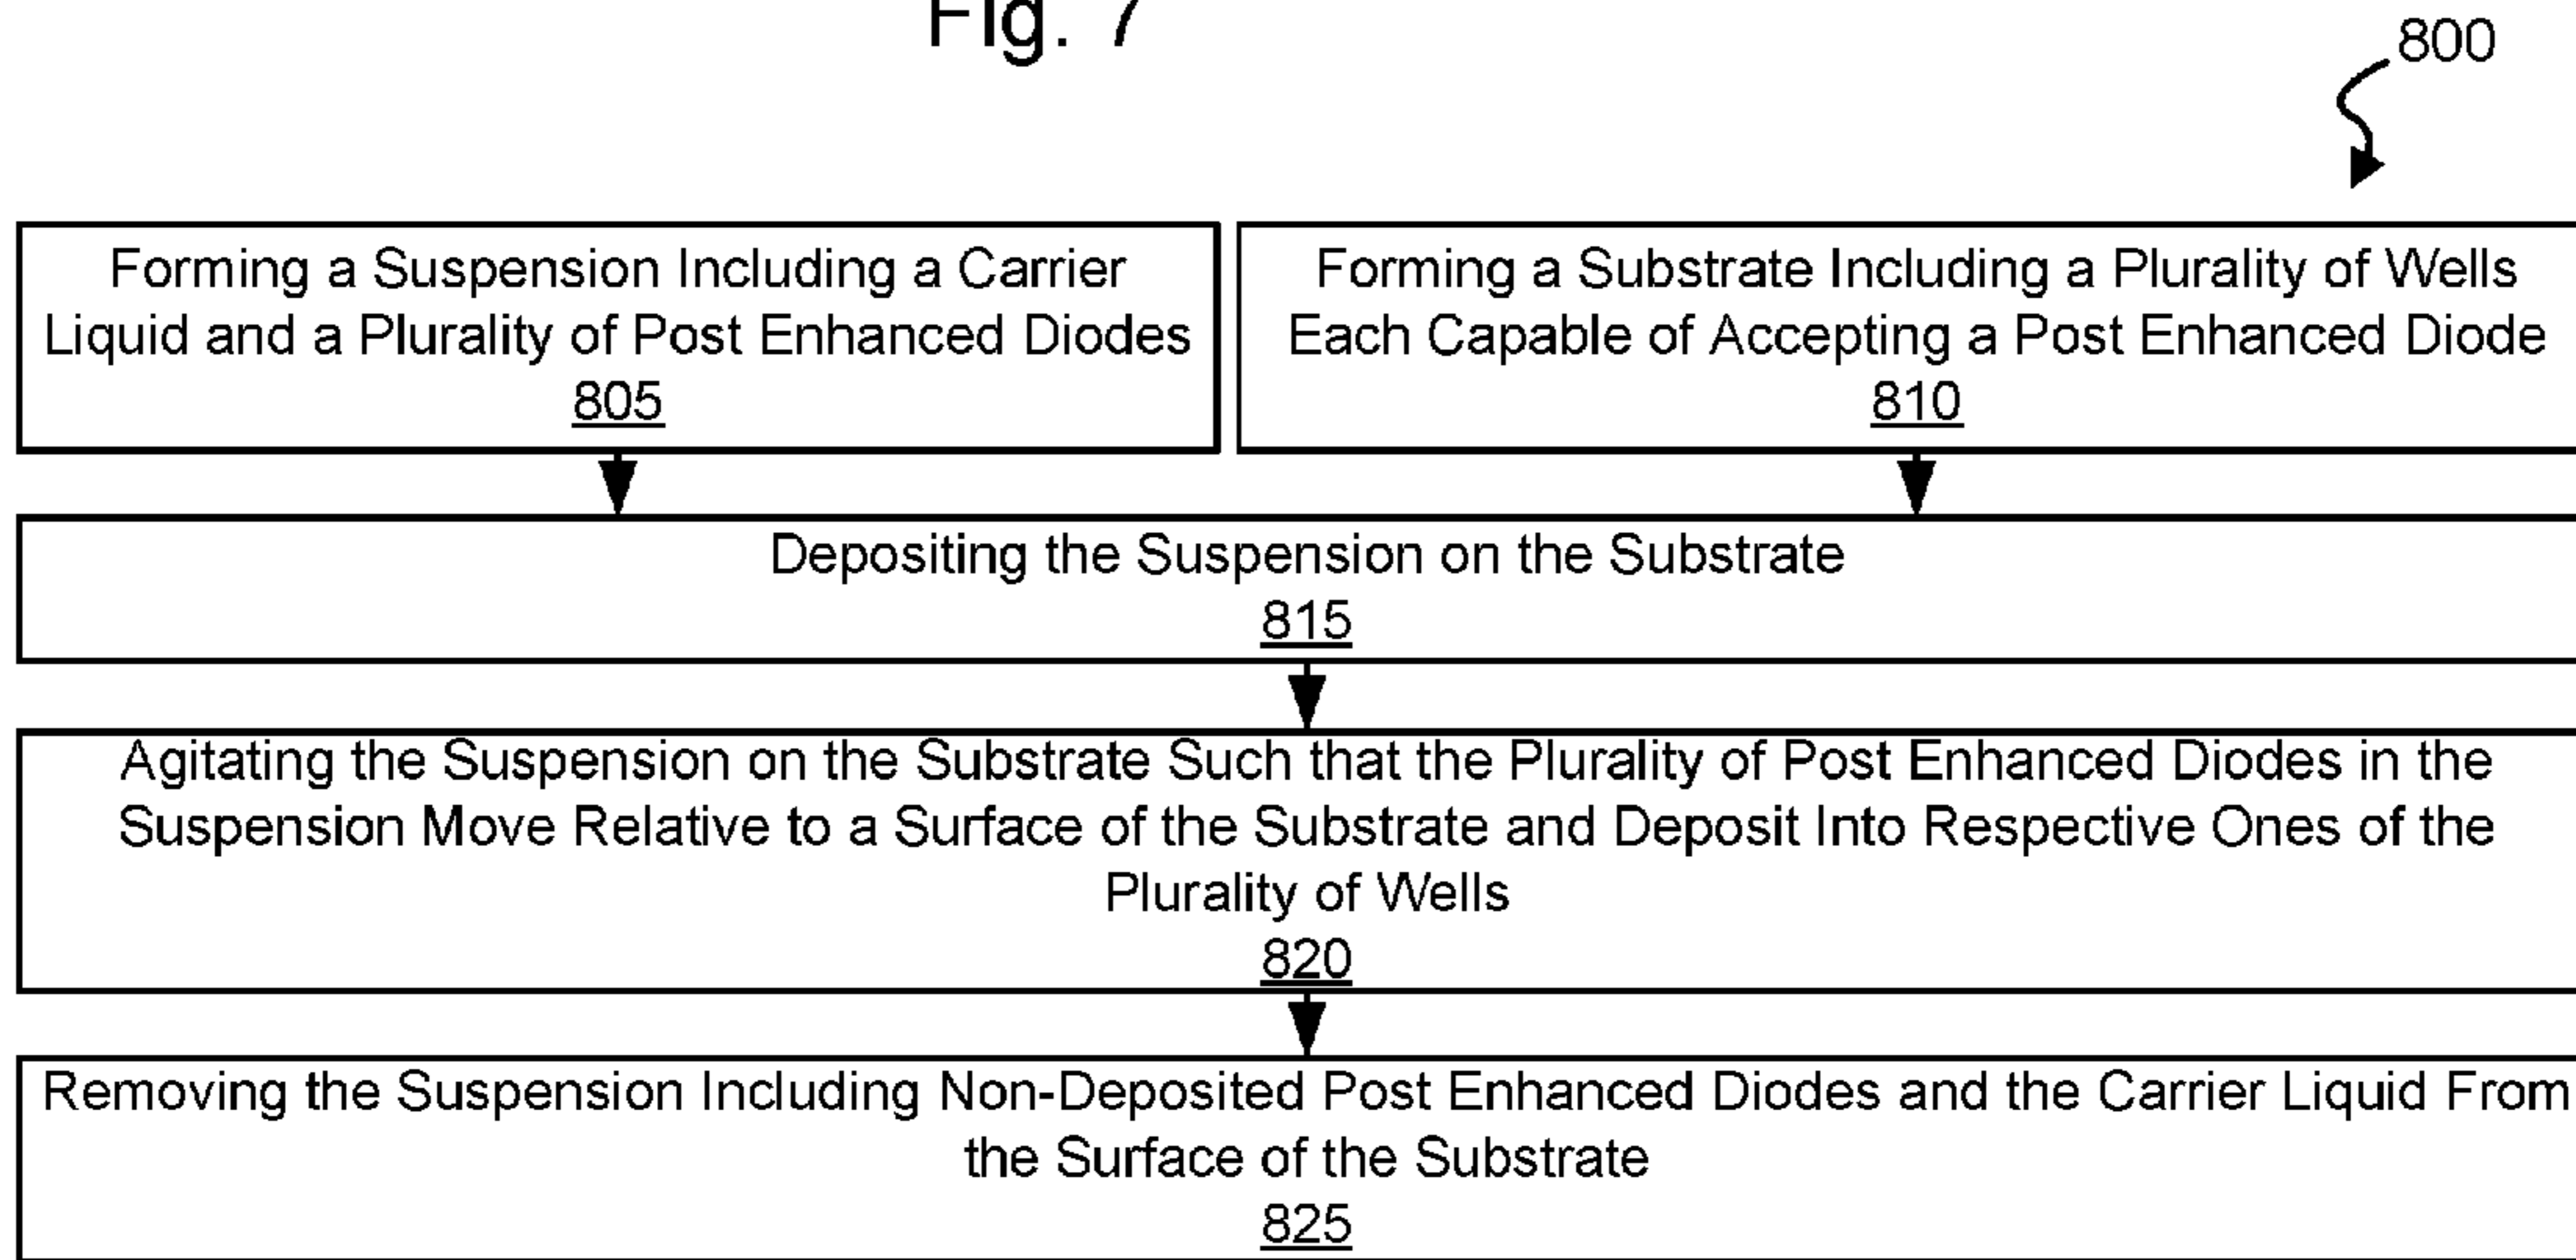 Fig. 7
800
Forming a Suspension Including a Carrier
Liquid and a Plurality of Post Enhanced Diodes
805
Forming a Substrate Including a Plurality of Wells
Each Capable of Accepting a Post Enhanced Diode
810
Depositing the Suspension on the Substrate
815
Agitating the Suspension on the Substrate Such that the Plurality of Post Enhanced Diodes in the
Suspension Move Relative to a Surface of the Substrate and Deposit Into Respective Ones of the
Plurality of Wells
820
Removing the Suspension Including Non-Deposited Post Enhanced Diodes and the Carrier Liquid From
the Surface of the Substrate
825